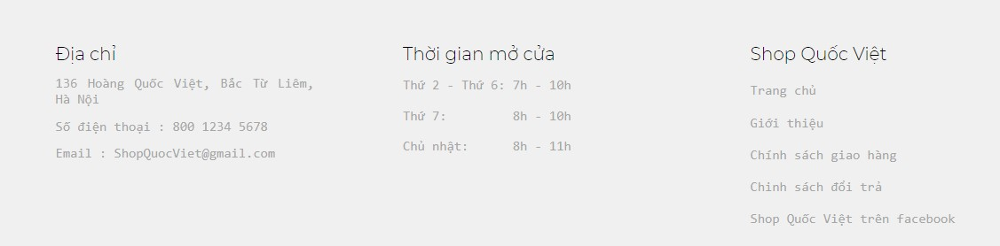 Địa chỉ
136 Hoàng Quốc Việt, Bắc Từ Liêm,
Hà Nội
Số điện thoại : 800 1234 5678
Email : ShopQuocViet@gmail.com
Thời gian mở cửa
Thứ 2 - Thứ 6: 7h - 10h
Thứ 7: 8h - 10h
Chủ nhật: 8h - 11h
Shop Quốc Việt
Trang chủ
Giới thiệu
Chính sách giao hàng
Chinh sách đổi trả
Shop Quốc Việt trên facebook